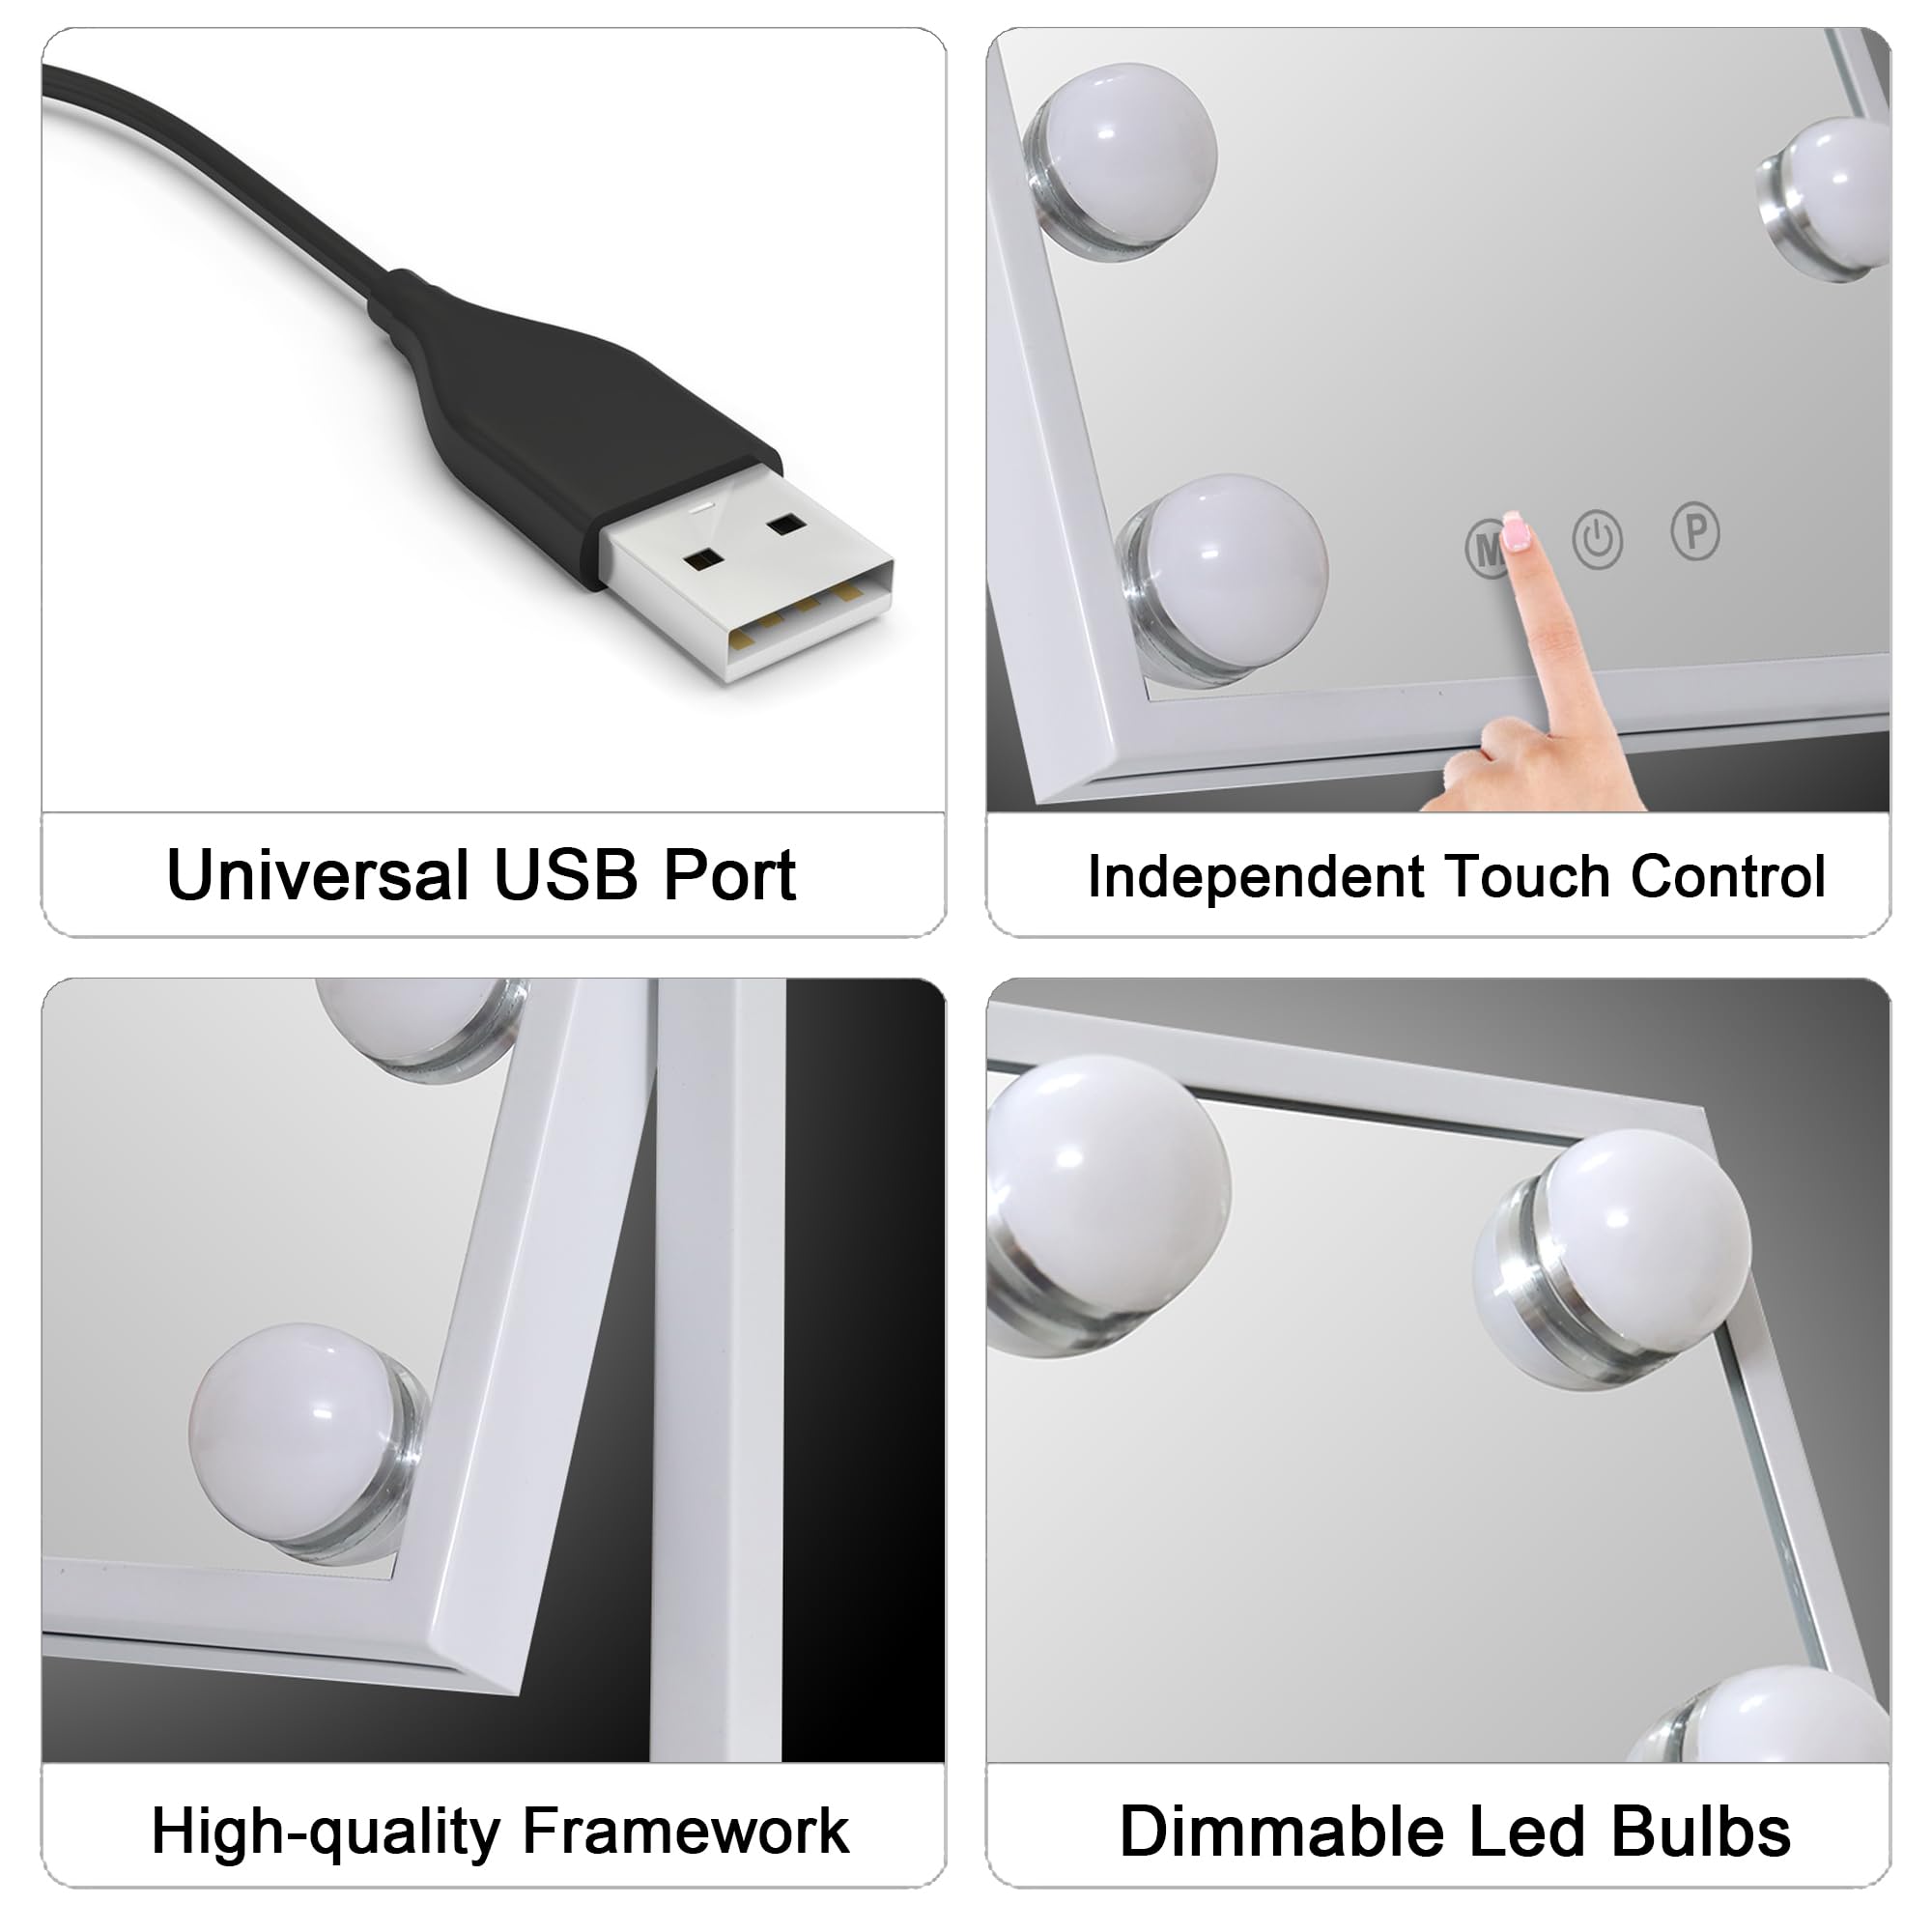 M P
Universal USB Port
Independent Touch Control
High-quality Framework
Dimmable Led Bulbs